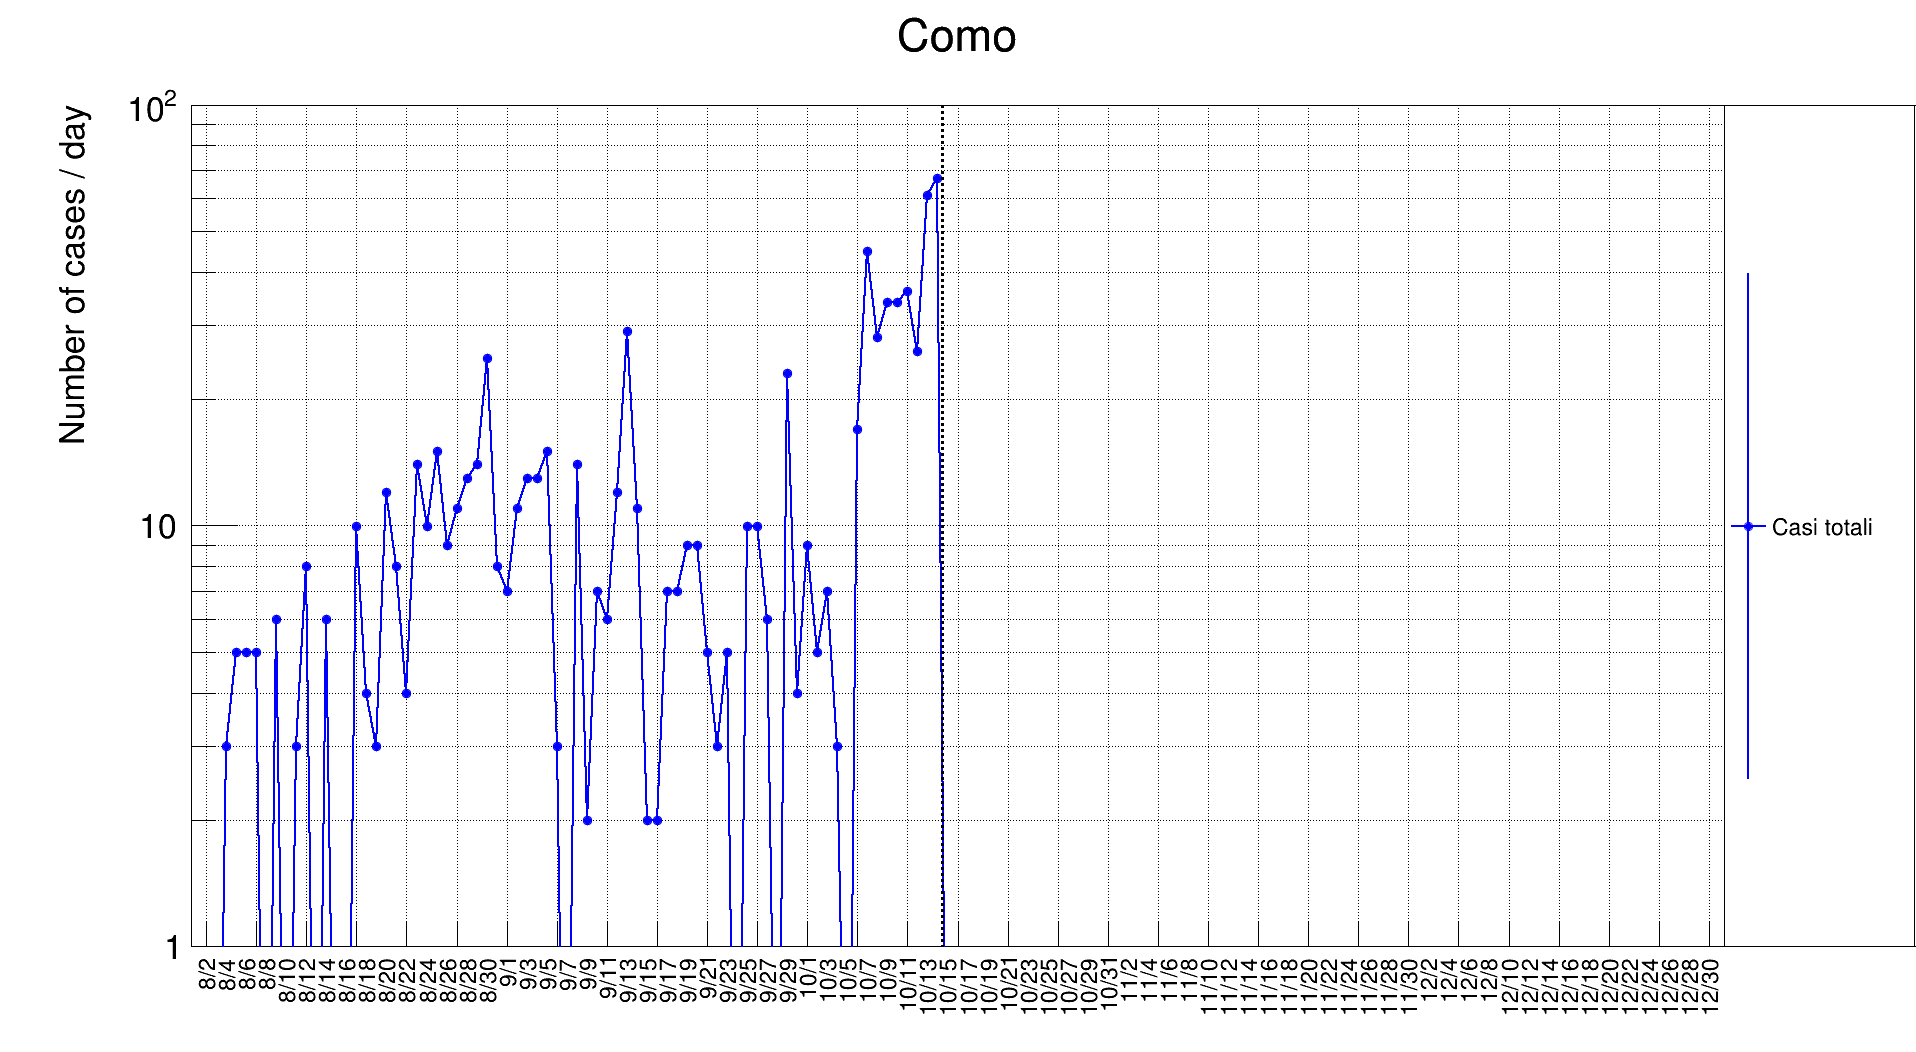 Como
Number of cases / day
10²
10
1
8/2 8/4 8/6 8/8 8/10 8/12 8/14 8/16 8/18 8/20 8/22 8/24 8/26 8/28 8/30 9/1 9/3 9/5 9/7 9/9 9/11 9/13 9/15 9/17 9/19 9/21 9/23 9/25 9/27 9/29 10/1 10/3 10/5 10/7 10/9 10/11 10/13 10/15 10/17 10/19 10/21 10/23 10/25 10/27 10/29 10/31 11/2 11/4 11/6 11/8 11/10 11/12 11/14 11/16 11/18 11/20 11/22 11/24 11/26 11/28 11/30 12/2 12/4 12/6 12/8 12/10 12/12 12/14 12/16 12/18 12/20 12/22 12/24 12/26 12/28 12/30
Casi totali